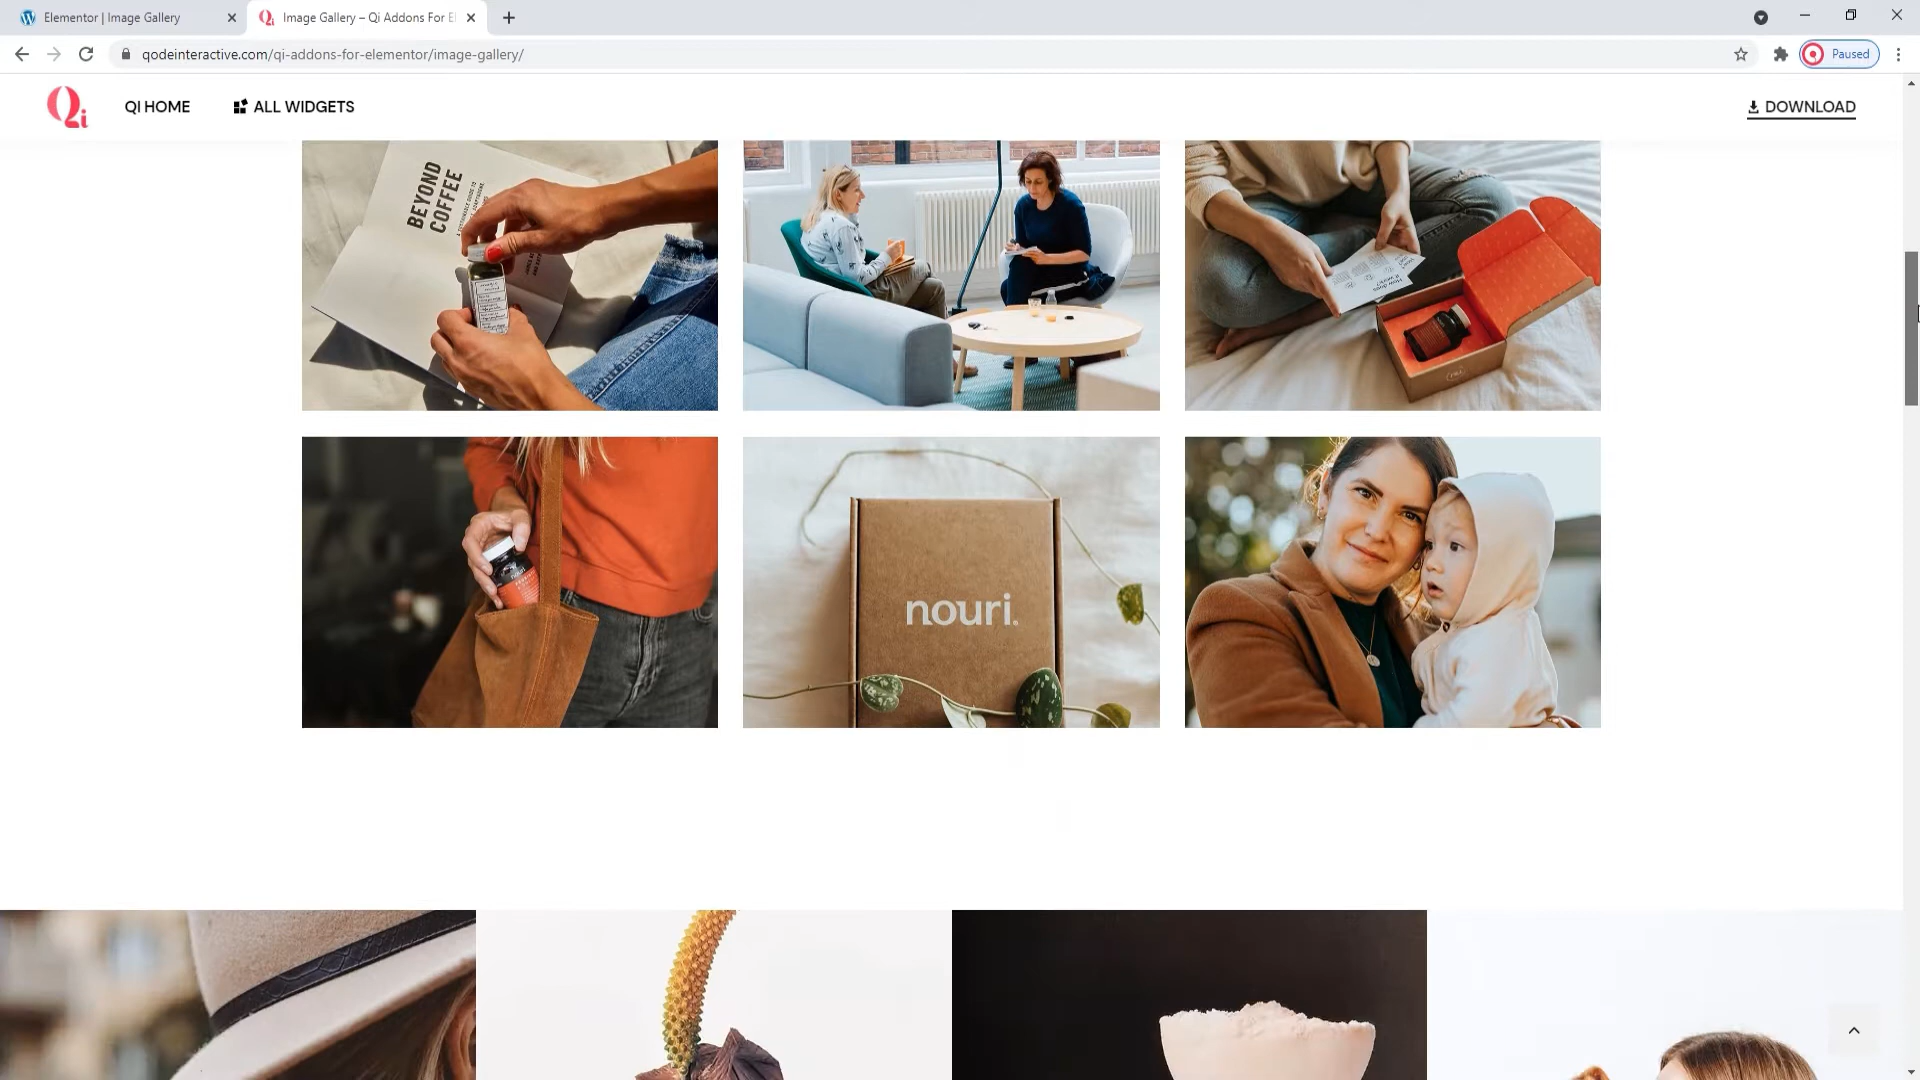 Elementor | Image Gallery
Image Gallery – Qi Addons For El
qodeinteractive.com/qi-addons-for-elementor/image-gallery/
Paused
Qi
QI HOME
ALL WIDGETS
DOWNLOAD
BEYOND
COFFEE
nouri.